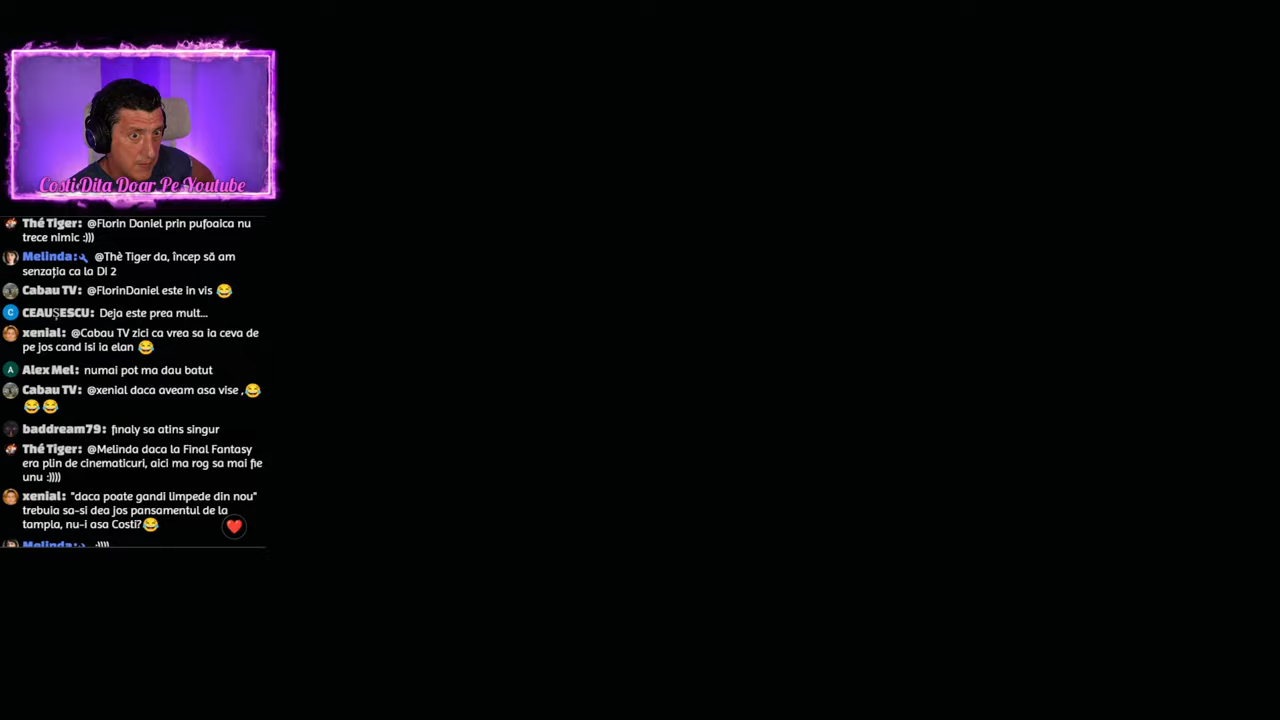 Costi Dita Doar Pe Youtube
Thé Tiger: @Florin Daniel prin pufoaica nu
trece nimic :)))
Melinda: @Thè Tiger da, încep să am
senzația ca la DI 2
Cabau TV: @FlorinDaniel este in vis 😂
C CEAUȘESCU: Deja este prea mult...
xenial: @Cabau TV zici ca vrea sa ia ceva de
pe jos cand isi ia elan 😂
A Alex Mel: numai pot ma dau batut
Cabau TV: @xenial daca aveam asa vise ,😂
😂😂
baddream79: finaly sa atins singur
Thé Tiger: @Melinda daca la Final Fantasy
era plin de cinematicuri, aici ma rog sa mai fie
unu :))))
xenial: "daca poate gandi limpede din nou"
trebuia sa-si dea jos pansamentul de la
tampla, nu-i asa Costi?😂
Melinda: :))))